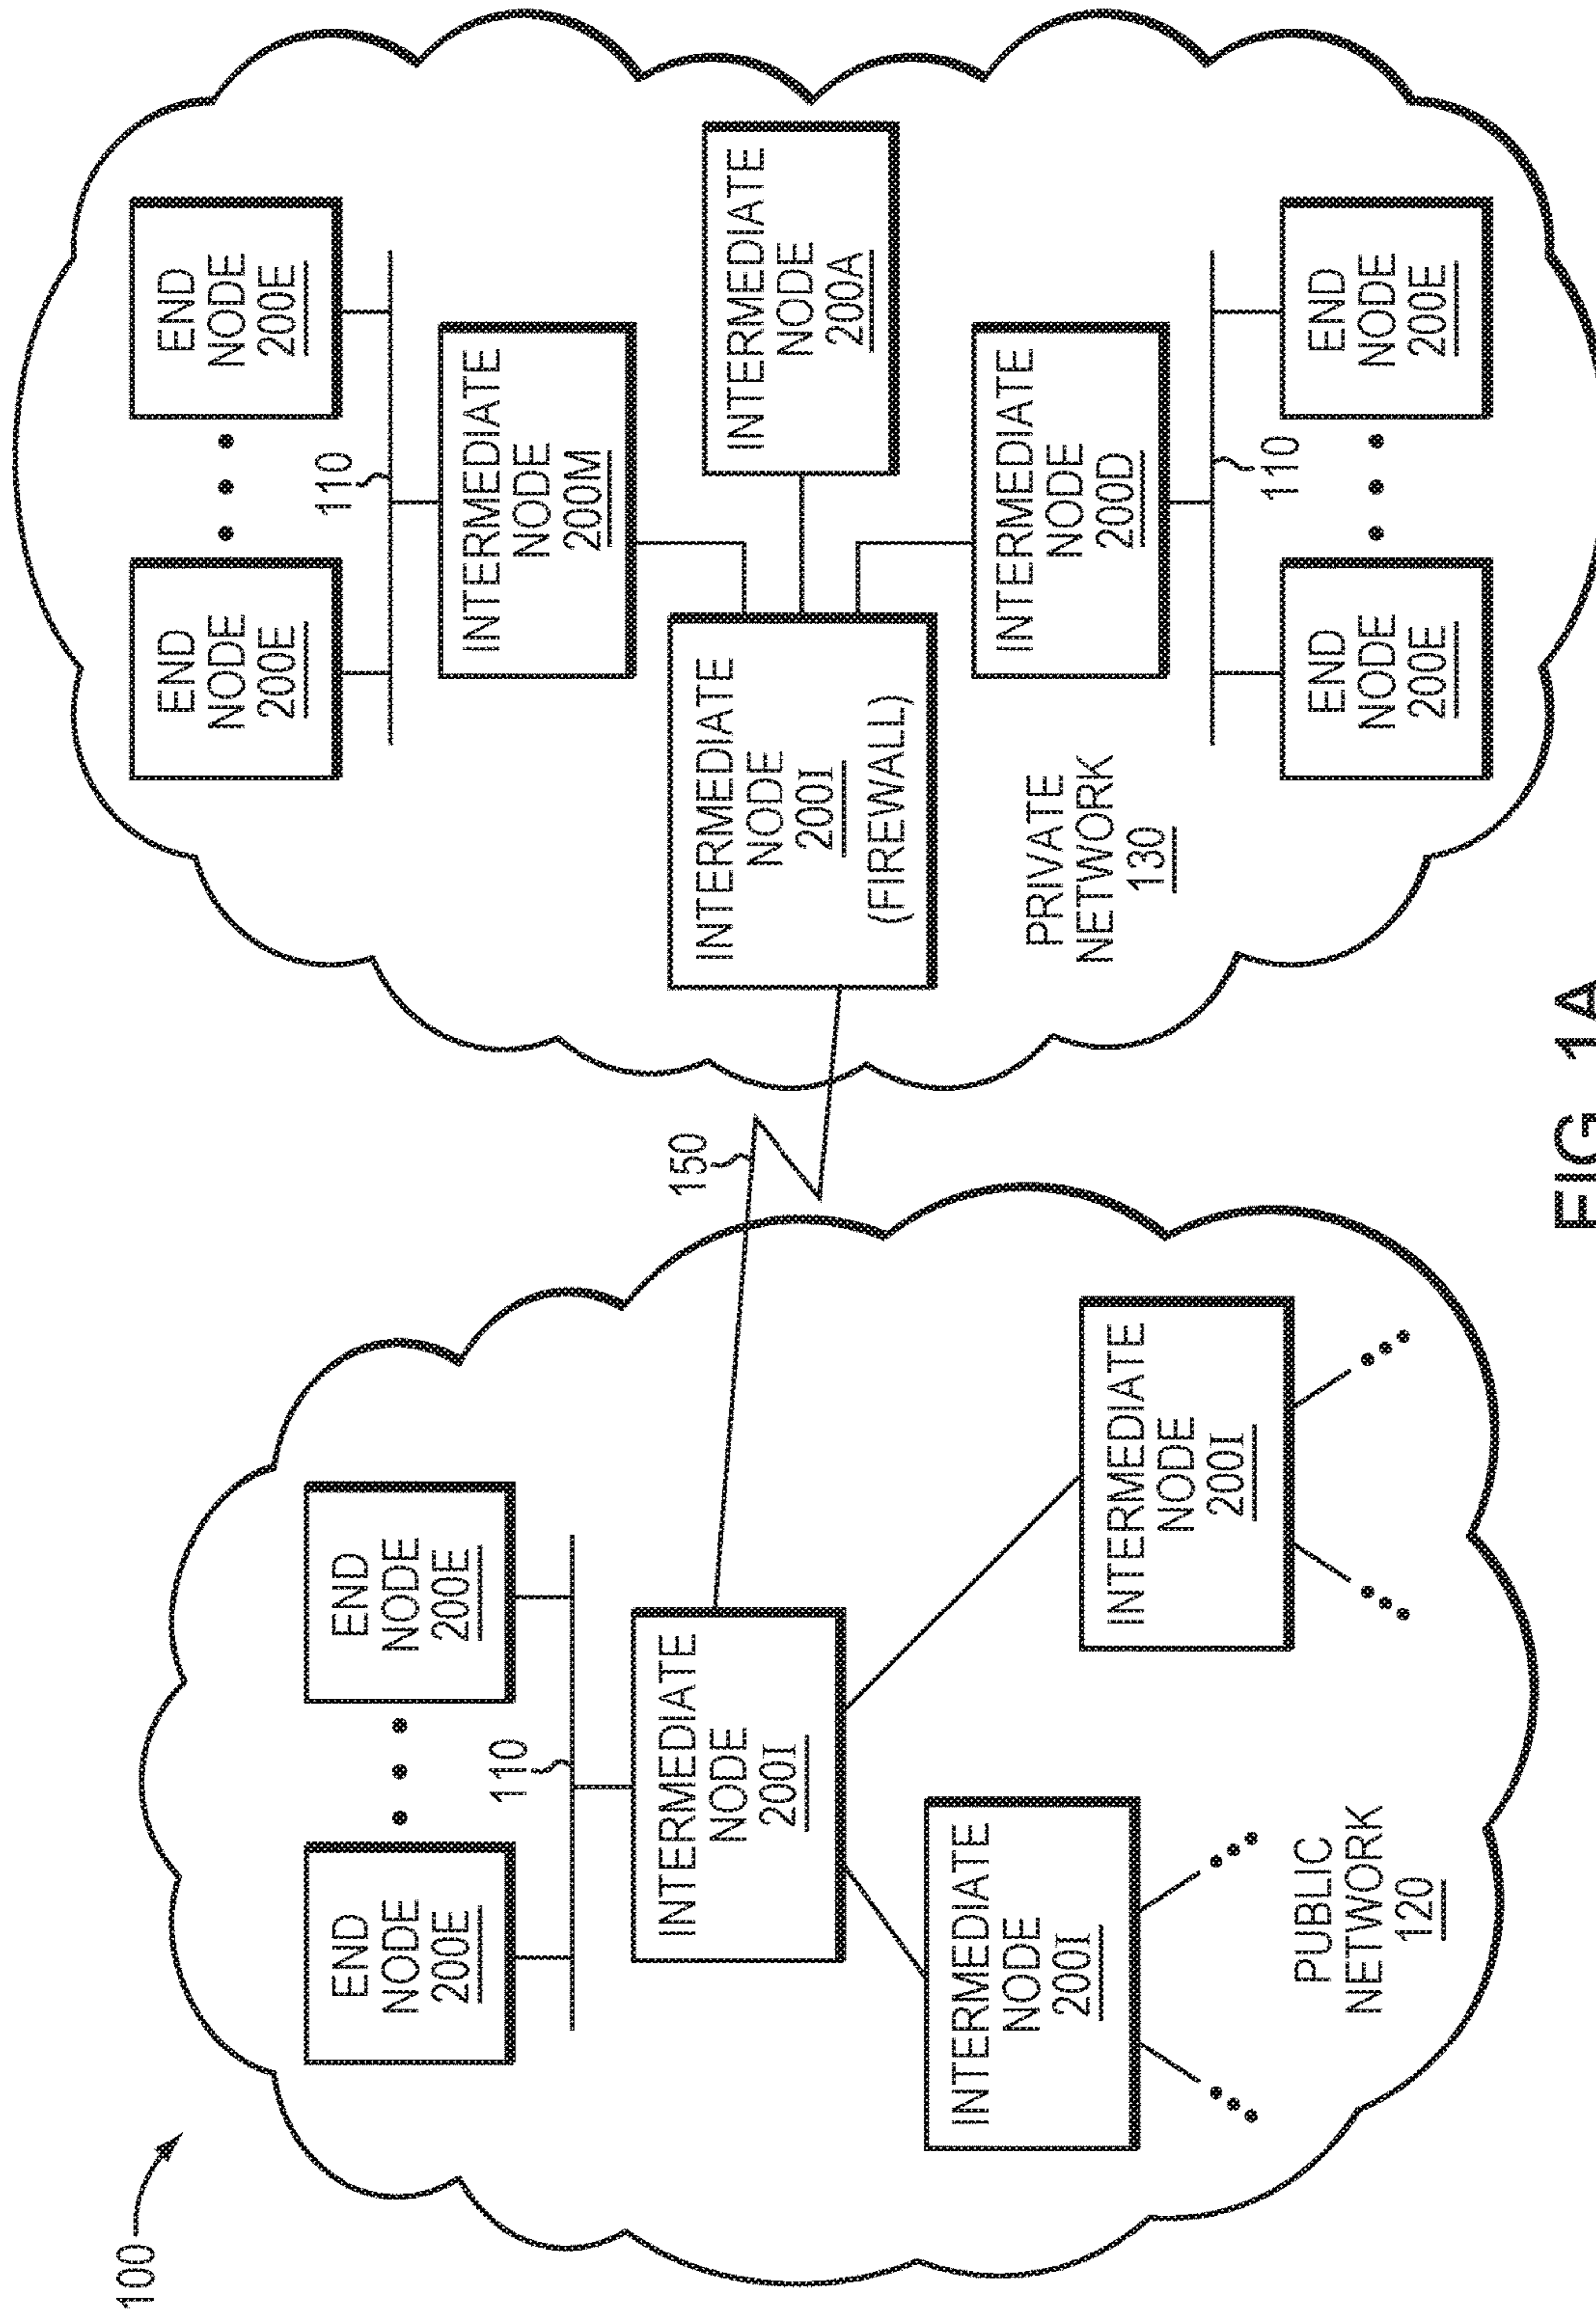 100
END
NODE
200E
END
NODE
200E
110
INTERMEDIATE
NODE
200I
INTERMEDIATE
NODE
200I
INTERMEDIATE
NODE
200I
PUBLIC
NETWORK
120
150
END
NODE
200E
END
NODE
200E
110
INTERMEDIATE
NODE
200M
INTERMEDIATE
NODE
200I
(FIREWALL)
INTERMEDIATE
NODE
200A
INTERMEDIATE
NODE
200D
110
END
NODE
200E
END
NODE
200E
PRIVATE
NETWORK
130
FIG. 1A